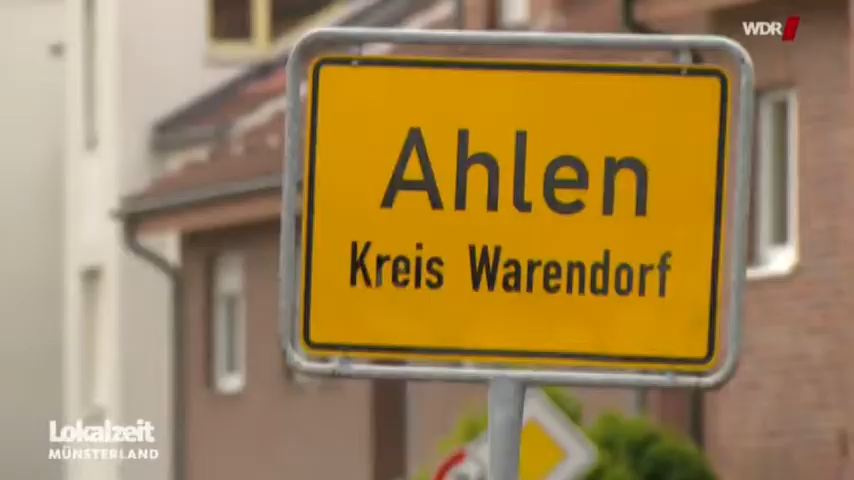 WDR
Ahlen
Kreis Warendorf
Lokalzeit
MÜNSTERLAND